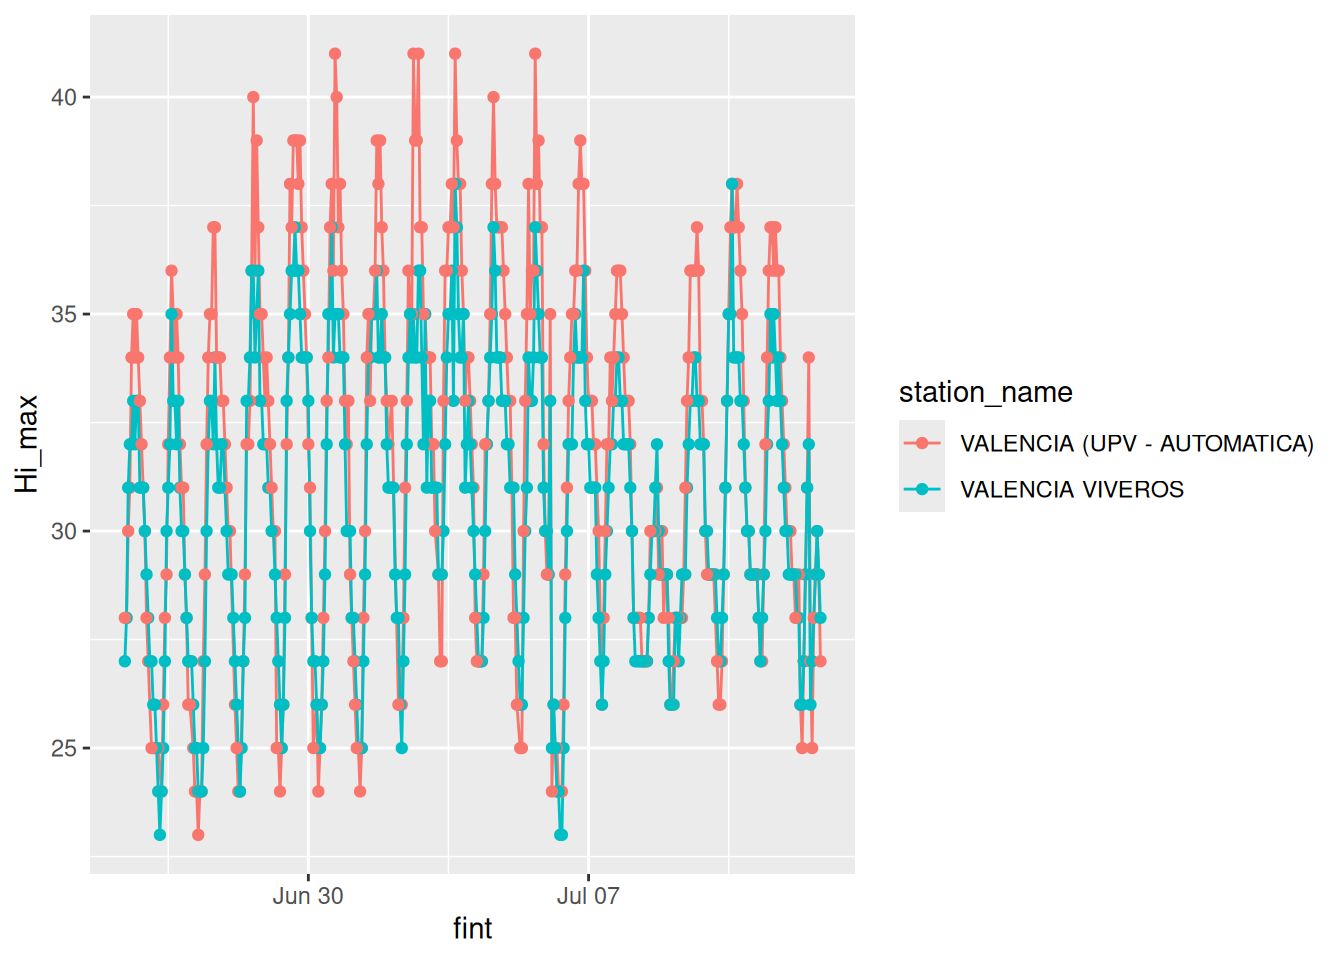 40
35
30
25
Hi_max
Jun 30
Jul 07
fint
station_name
VALENCIA (UPV - AUTOMATICA)
VALENCIA VIVEROS